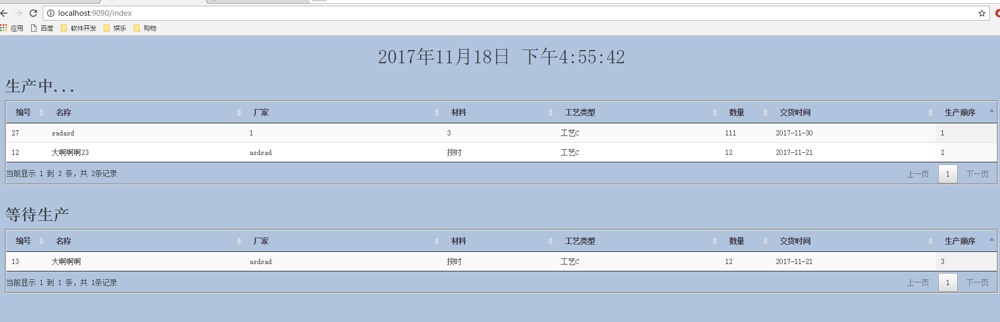 localhost:9090/index
应用 百度 软件开发 娱乐 购物
2017年11月18日 下午4:55:42
生产中...
编号 名称 厂家 材料 工艺类型 数量 交货时间 生产顺序
27 sadasd 1 3 工艺C 111 2017-11-30 1
12 大啊啊啊23 asdsad 按时 工艺C 12 2017-11-21 2
当前显示 1 到 2 条，共 2条记录 上一页 1 下一页
等待生产
编号 名称 厂家 材料 工艺类型 数量 交货时间 生产顺序
13 大啊啊啊 asdsad 按时 工艺C 12 2017-11-21 3
当前显示 1 到 1 条，共 1条记录 上一页 1 下一页